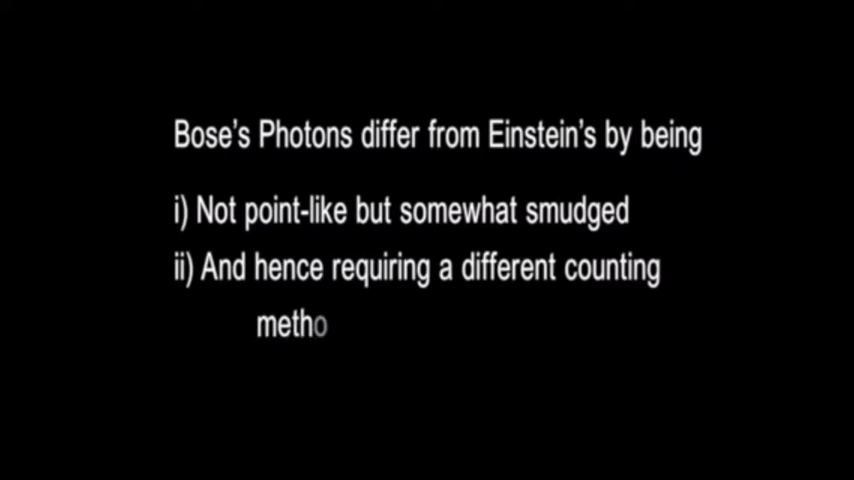 Bose's Photons differ from Einstein's by being
i) Not point-like but somewhat smudged
ii) And hence requiring a different counting
metho